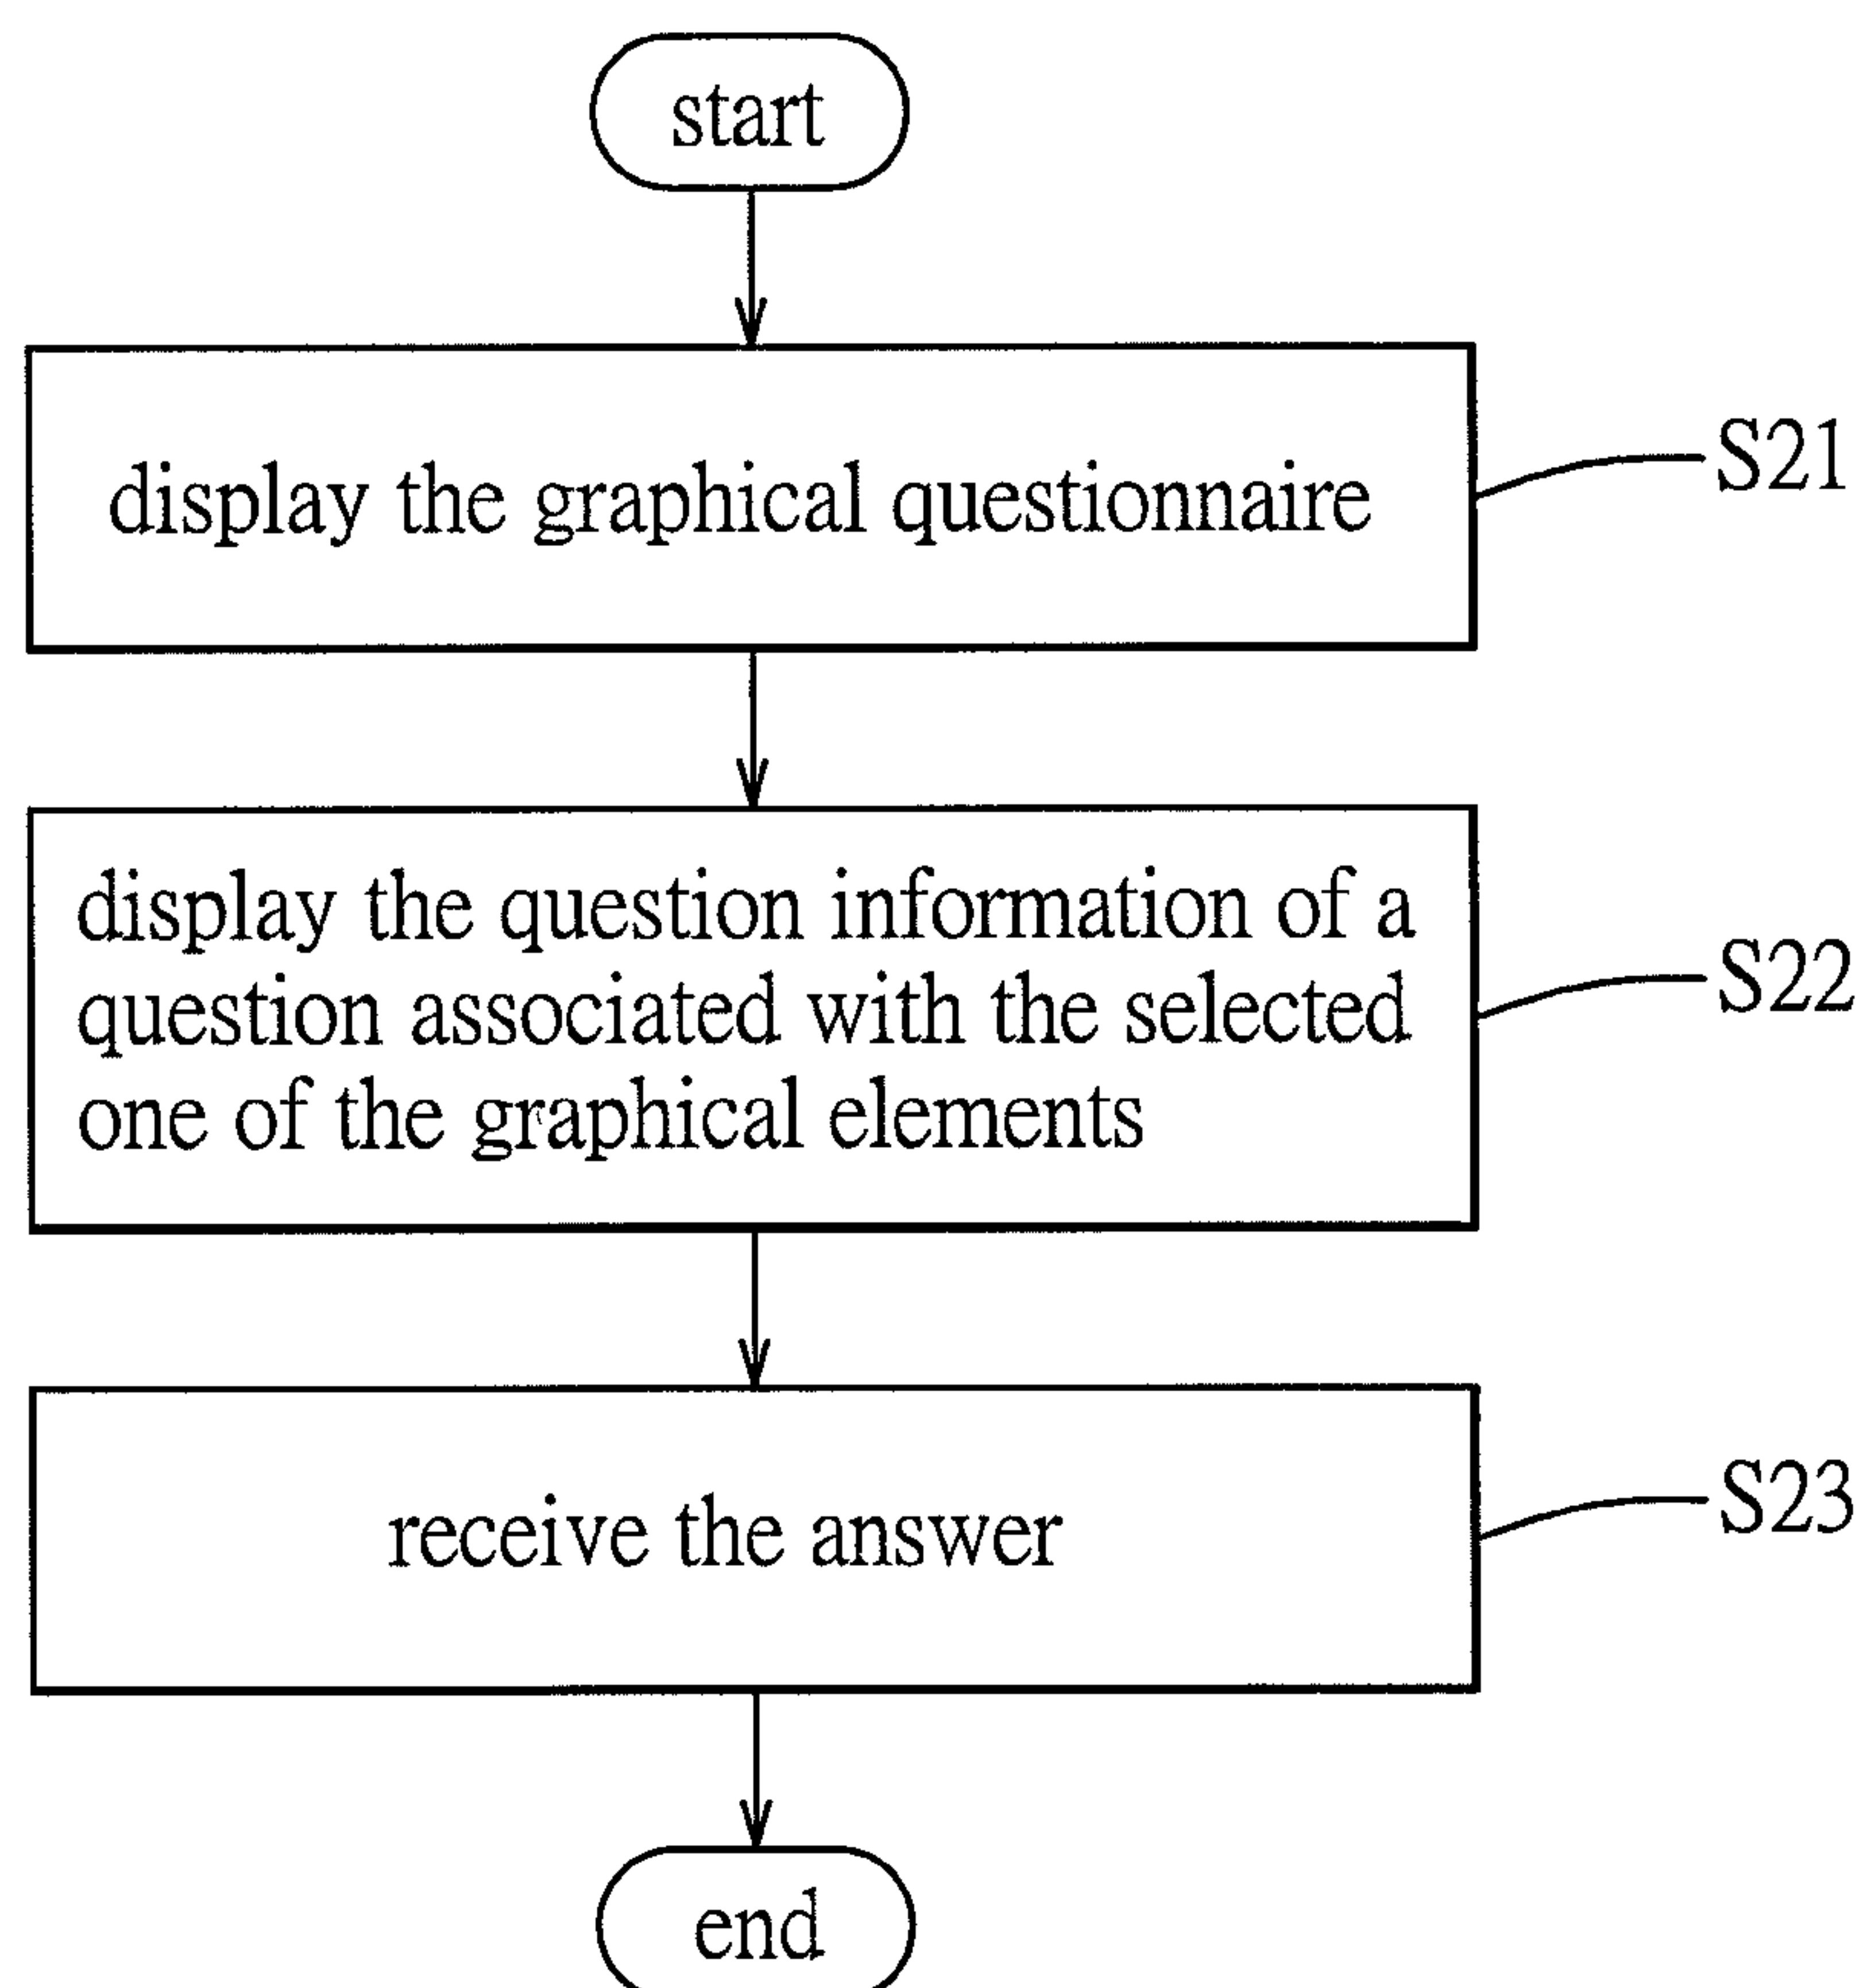 start
display the graphical questionnaire
S21
display the question information of a
question associated with the selected
one of the graphical elements
S22
receive the answer
S23
end